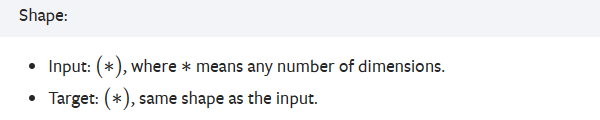 Shape:
• Input: (∗), where ∗ means any number of dimensions.
• Target: (∗), same shape as the input.